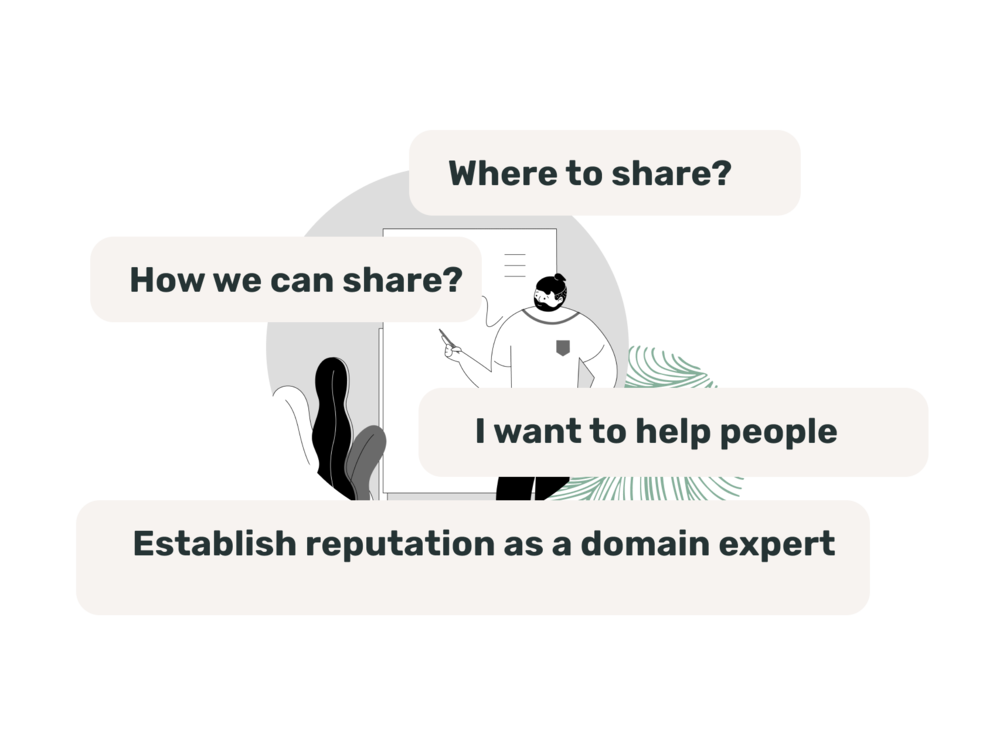 Where to share?
How we can share?
I want to help people
Establish reputation as a domain expert